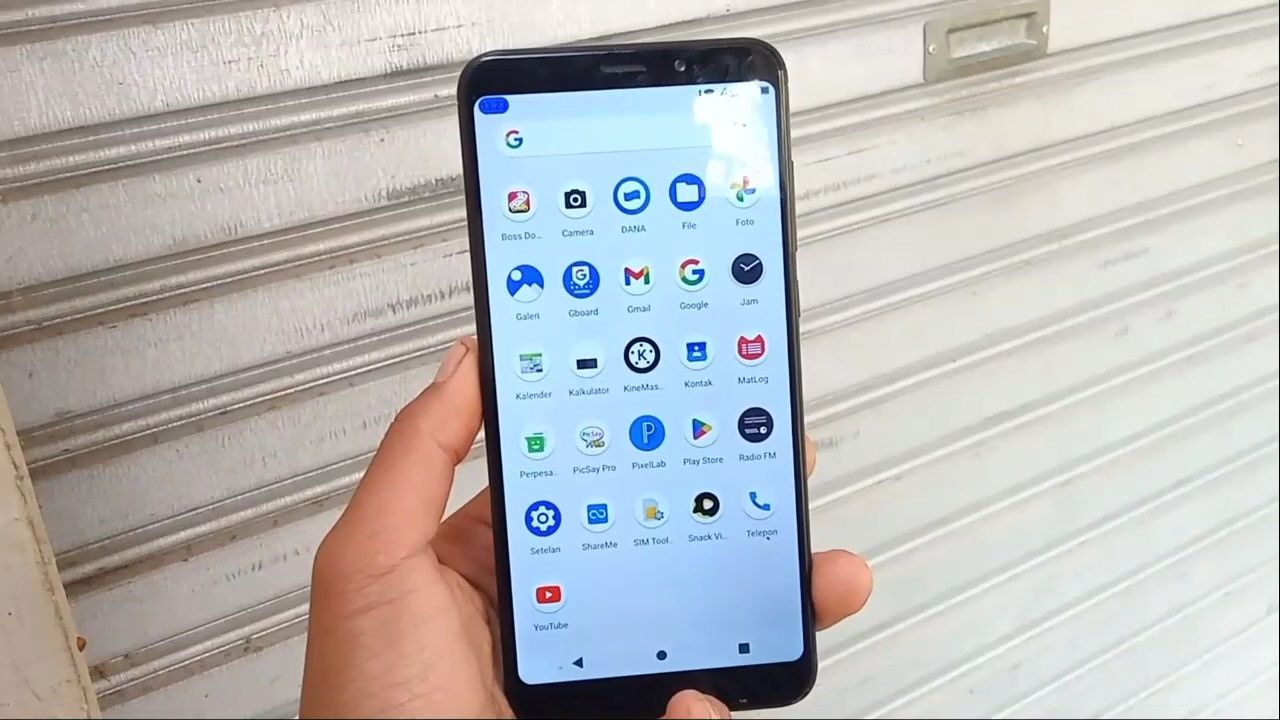 Boss Do...
Camera
DANA
File
Foto
Galeri
Gboard
Gmail
Google
Jam
Kalender
Kalkulator
KineMas...
Kontak
MatLog
Perpesa...
PicSay Pro
PixelLab
Play Store
Radio FM
Setelan
ShareMe
SIM Tool...
Snack Vi...
Telepon
YouTube